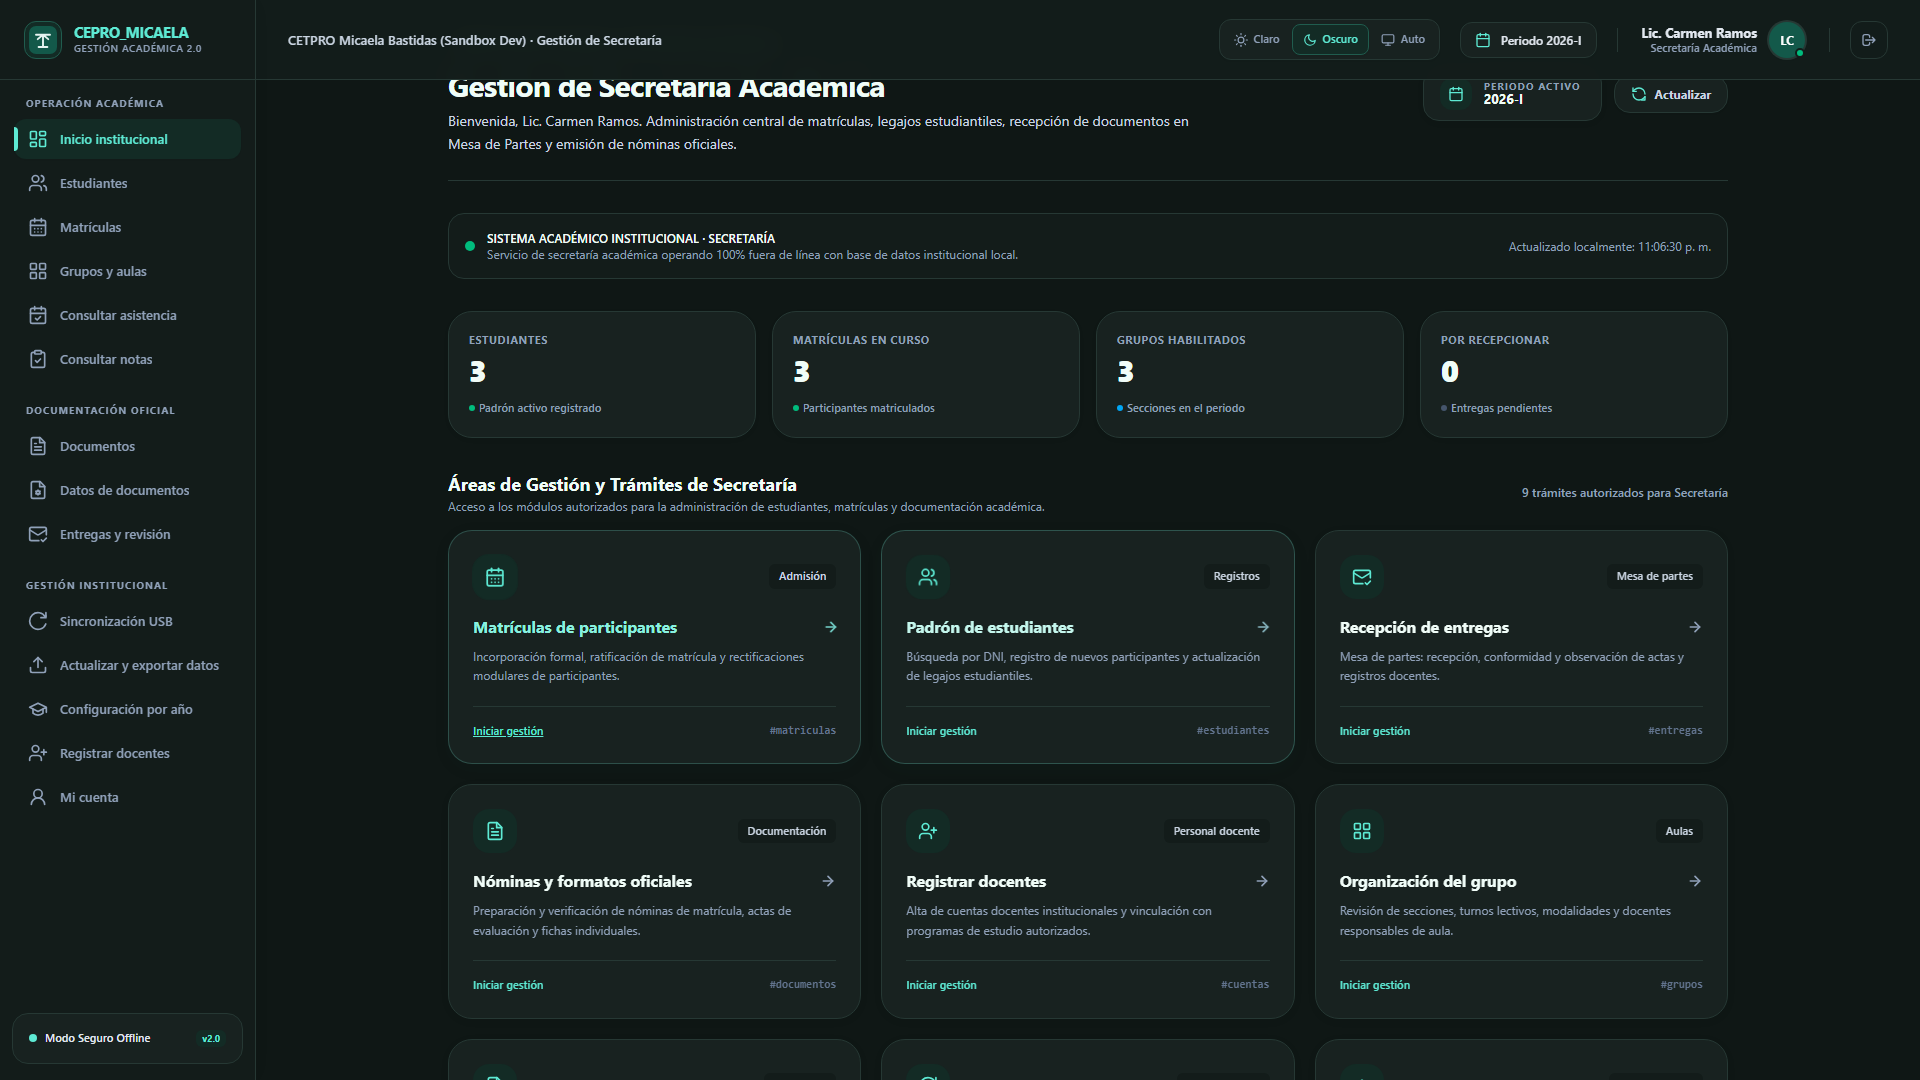 CEPRO_MICAELA
GESTIÓN ACADÉMICA 2.0
CETPRO Micaela Bastidas (Sandbox Dev) · Gestión de Secretaría
Claro
Oscuro
Auto
Periodo 2026-I
Lic. Carmen Ramos
Secretaría Académica
LC
OPERACIÓN ACADÉMICA
Inicio institucional
Estudiantes
Matrículas
Grupos y aulas
Consultar asistencia
Consultar notas
DOCUMENTACIÓN OFICIAL
Documentos
Datos de documentos
Entregas y revisión
GESTIÓN INSTITUCIONAL
Sincronización USB
Actualizar y exportar datos
Configuración por año
Registrar docentes
Mi cuenta
Modo Seguro Offline
v2.0
Gestión de Secretaría Académica
Bienvenida, Lic. Carmen Ramos. Administración central de matrículas, legajos estudiantiles, recepción de documentos en
Mesa de Partes y emisión de nóminas oficiales.
PERIODO ACTIVO
2026-I
Actualizar
SISTEMA ACADÉMICO INSTITUCIONAL · SECRETARÍA
Servicio de secretaría académica operando 100% fuera de línea con base de datos institucional local.
Actualizado localmente: 11:06:30 p. m.
ESTUDIANTES
3
Padrón activo registrado
MATRÍCULAS EN CURSO
3
Participantes matriculados
GRUPOS HABILITADOS
3
Secciones en el periodo
POR RECEPCIONAR
0
Entregas pendientes
Áreas de Gestión y Trámites de Secretaría
Acceso a los módulos autorizados para la administración de estudiantes, matrículas y documentación académica.
9 trámites autorizados para Secretaría
Admisión
Matrículas de participantes
Incorporación formal, ratificación de matrícula y rectificaciones
modulares de participantes.
Iniciar gestión
#matriculas
Registros
Padrón de estudiantes
Búsqueda por DNI, registro de nuevos participantes y actualización
de legajos estudiantiles.
Iniciar gestión
#estudiantes
Mesa de partes
Recepción de entregas
Mesa de partes: recepción, conformidad y observación de actas y
registros docentes.
Iniciar gestión
#entregas
Documentación
Nóminas y formatos oficiales
Preparación y verificación de nóminas de matrícula, actas de
evaluación y fichas individuales.
Iniciar gestión
#documentos
Personal docente
Registrar docentes
Alta de cuentas docentes institucionales y vinculación con
programas de estudio autorizados.
Iniciar gestión
#cuentas
Aulas
Organización del grupo
Revisión de secciones, turnos lectivos, modalidades y docentes
responsables de aula.
Iniciar gestión
#grupos